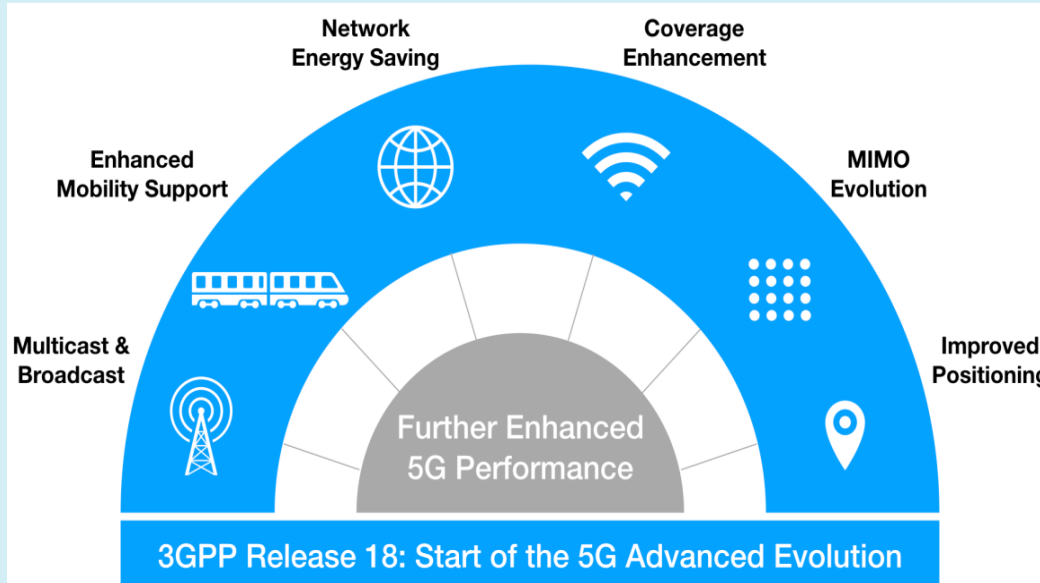 Network
Energy Saving
Coverage
Enhancement
Enhanced
Mobility Support
MIMO
Evolution
Multicast &
Broadcast
Improved
Positioning
Further Enhanced
5G Performance
3GPP Release 18: Start of the 5G Advanced Evolution